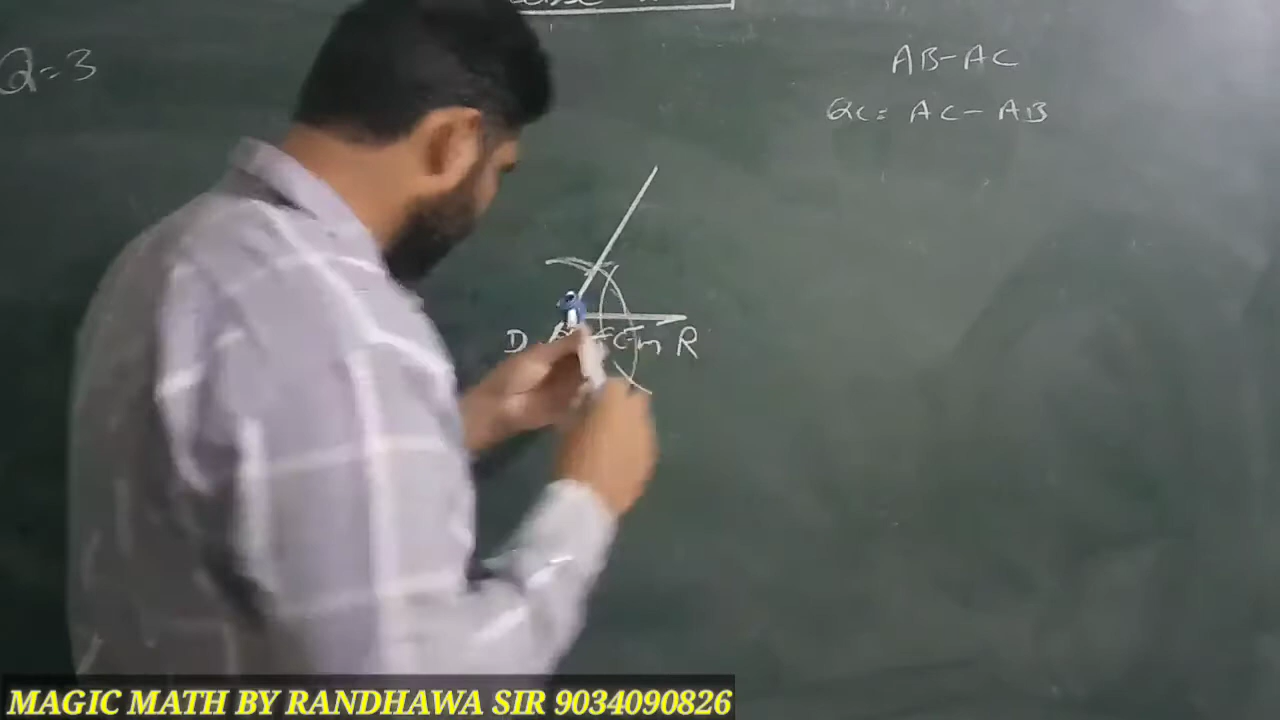 Q=3
AB-AC
QC= AC-AB
D
R
MAGIC MATH BY RANDHAWA SIR 9034090826